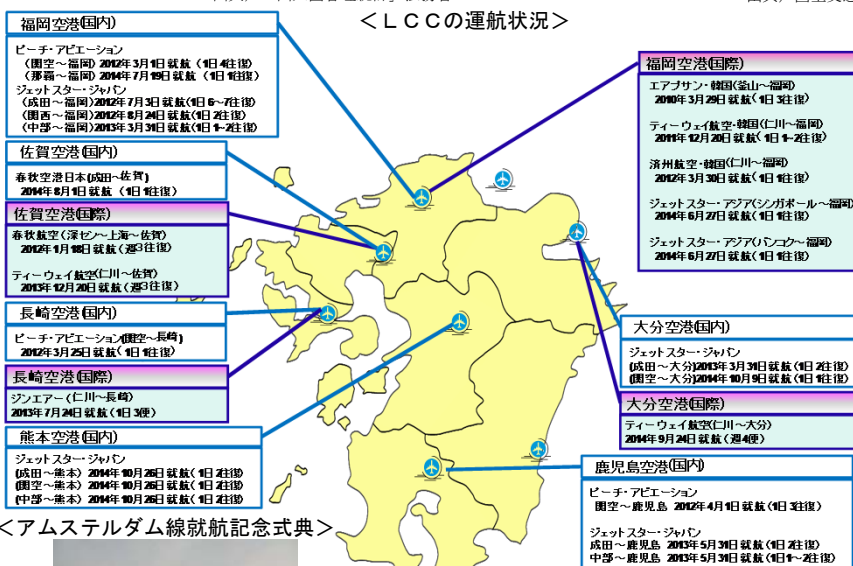 ＜ＬＣＣの運航状況＞
福岡空港(国内)
ピーチ・アビエーション
（関空～福岡）2012年3月1日就航（1日4往復）
（那覇～福岡）2014年7月19日就航（1日1往復）
ジェットスター・ジャパン
（成田～福岡）2012年7月3日就航（1日6～7往復）
（関西～福岡）2012年8月24日就航（1日2往復）
（中部～福岡）2013年3月31日就航（1日1～2往復）
佐賀空港(国内)
春秋空港日本(成田～佐賀)
2014年8月1日就航（1日1往復）
佐賀空港(国際)
春秋航空（深セン～上海～佐賀）
2012年1月18日就航（週3往復）
ティーウェイ航空(仁川～佐賀)
2013年12月20日就航（週3往復）
長崎空港(国内)
ピーチ・アビエーション(関空～長崎)
2012年3月25日就航（1日1往復）
長崎空港(国際)
ジンエアー（仁川～長崎）
2013年7月24日就航（1日3便）
熊本空港(国内)
ジェットスター・ジャパン
(成田～熊本) 2014年10月26日就航（1日2往復）
(関空～熊本) 2014年10月26日就航（1日2往復）
(中部～熊本) 2014年10月26日就航（1日2往復）
福岡空港(国際)
エアプサン・韓国(釜山～福岡)
2010年3月29日就航（1日3往復）
ティーウェイ航空・韓国(仁川～福岡)
2011年12月20日就航（1日1～2往復）
済州航空・韓国(仁川～福岡)
2012年3月30日就航（1日1往復）
ジェットスター・アジア(シンガポール～福岡)
2014年6月27日就航（1日1往復）
ジェットスター・アジア(バンコク～福岡)
2014年6月27日就航（1日1往復）
大分空港(国内)
ジェットスター・ジャパン
(成田～大分)2013年3月31日就航（1日2往復）
(関空～大分)2014年10月9日就航（1日1往復）
大分空港(国際)
ティーウェイ航空(仁川～大分)
2014年9月24日就航（週4便）
鹿児島空港(国内)
ピーチ・アビエーション
関空～鹿児島 2012年4月1日就航（1日3往復）
ジェットスター・ジャパン
成田～鹿児島 2013年5月31日就航（1日2往復）
中部～鹿児島 2013年5月31日就航（1日1～2往復）
＜アムステルダム線就航記念式典＞